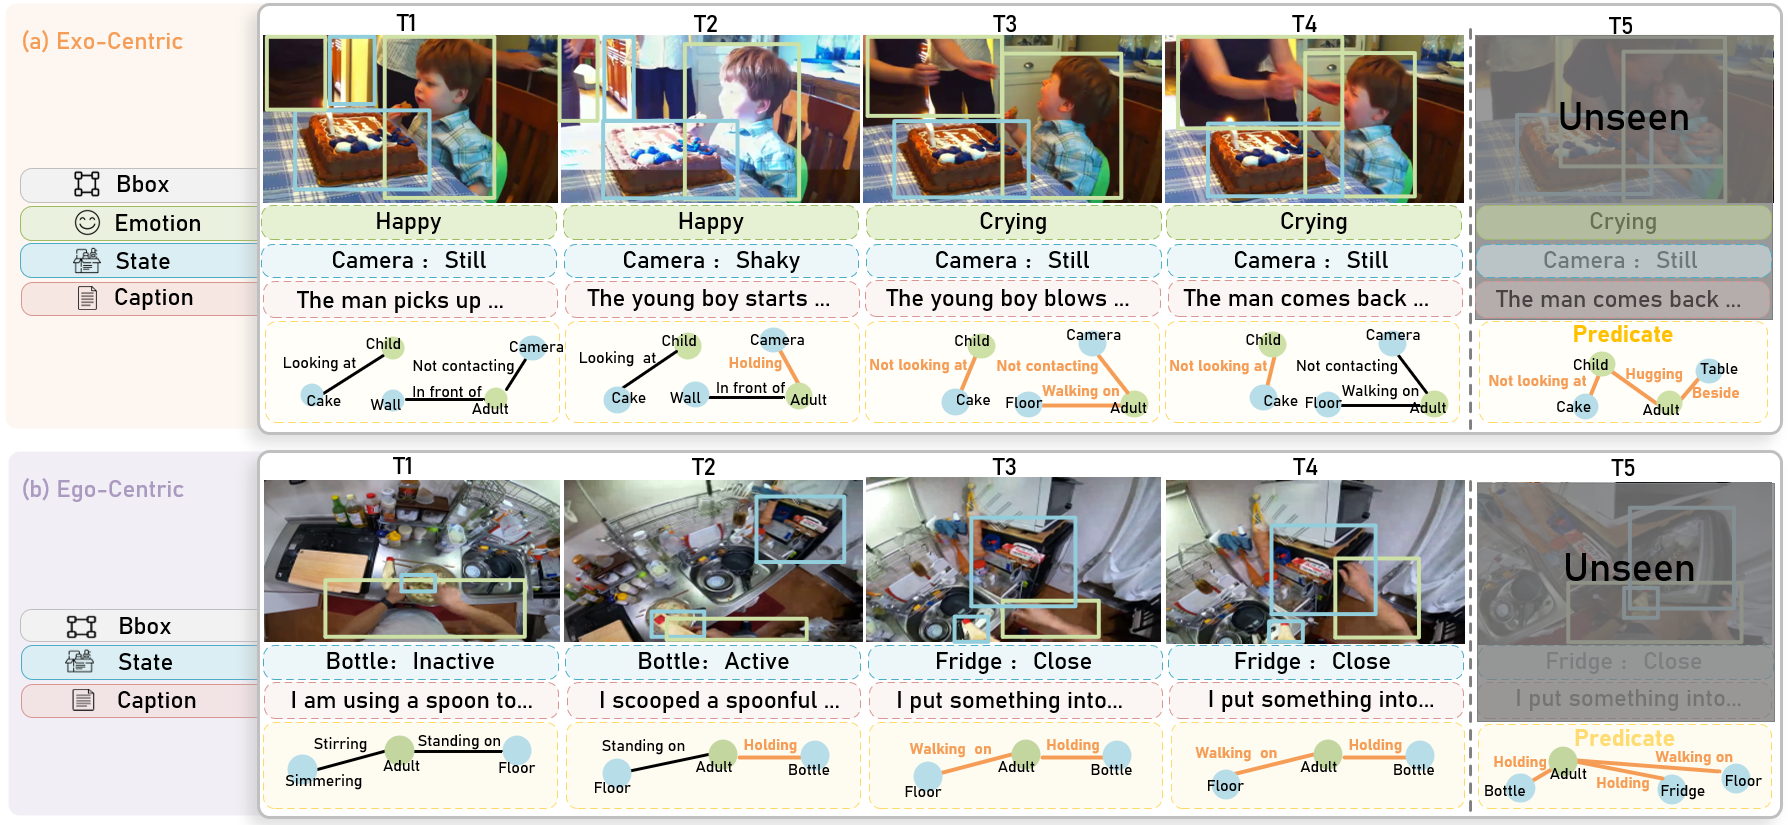 (a) Exo-Centric
T1
T2
T3
T4
T5
Unseen
Bbox
Emotion
State
Caption
Happy
Happy
Crying
Crying
Crying
Camera : Still
Camera : Shaky
Camera : Still
Camera : Still
Camera : Still
The man picks up ...
The young boy starts ...
The young boy blows ...
The man comes back ...
The man comes back ...
Child
Looking at
Cake
Not contacting
Camera
Wall
In front of
Adult
Child
Looking at
Cake
Camera
Holding
Wall
In front of
Adult
Child
Not looking at
Cake
Camera
Not contacting
Floor
Walking on
Adult
Child
Not looking at
Cake
Camera
Not contacting
Floor
Walking on
Adult
Predicate
Child
Not looking at
Cake
Hugging
Adult
Table
Beside
(b) Ego-Centric
T1
T2
T3
T4
T5
Unseen
Bbox
State
Caption
Bottle: Inactive
Bottle: Active
Fridge : Close
Fridge : Close
Fridge : Close
I am using a spoon to...
I scooped a spoonful ...
I put something into...
I put something into...
I put something into...
Stirring
Standing on
Simmering
Adult
Floor
Standing on
Holding
Floor
Adult
Bottle
Walking on
Holding
Floor
Adult
Bottle
Walking on
Holding
Floor
Adult
Bottle
Predicate
Holding
Adult
Walking on
Bottle
Holding
Fridge
Floor